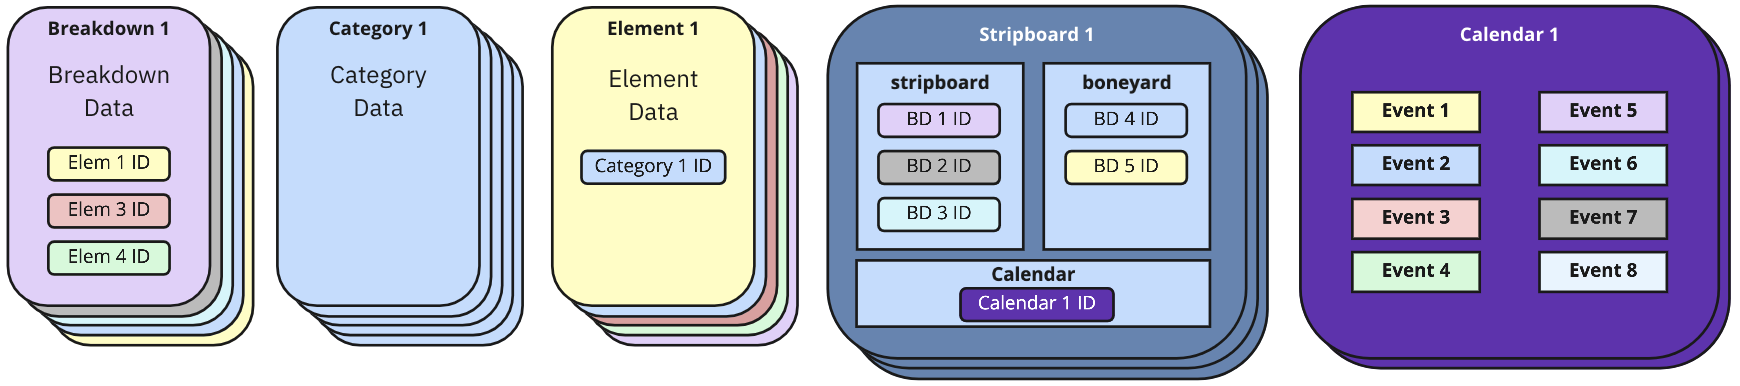 Breakdown 1
Breakdown
Data
Elem 1 ID
Elem 3 ID
Elem 4 ID
Category 1
Category
Data
Element 1
Element
Data
Category 1 ID
Stripboard 1
stripboard
BD 1 ID
BD 2 ID
BD 3 ID
boneyard
BD 4 ID
BD 5 ID
Calendar
Calendar 1 ID
Calendar 1
Event 1
Event 2
Event 3
Event 4
Event 5
Event 6
Event 7
Event 8